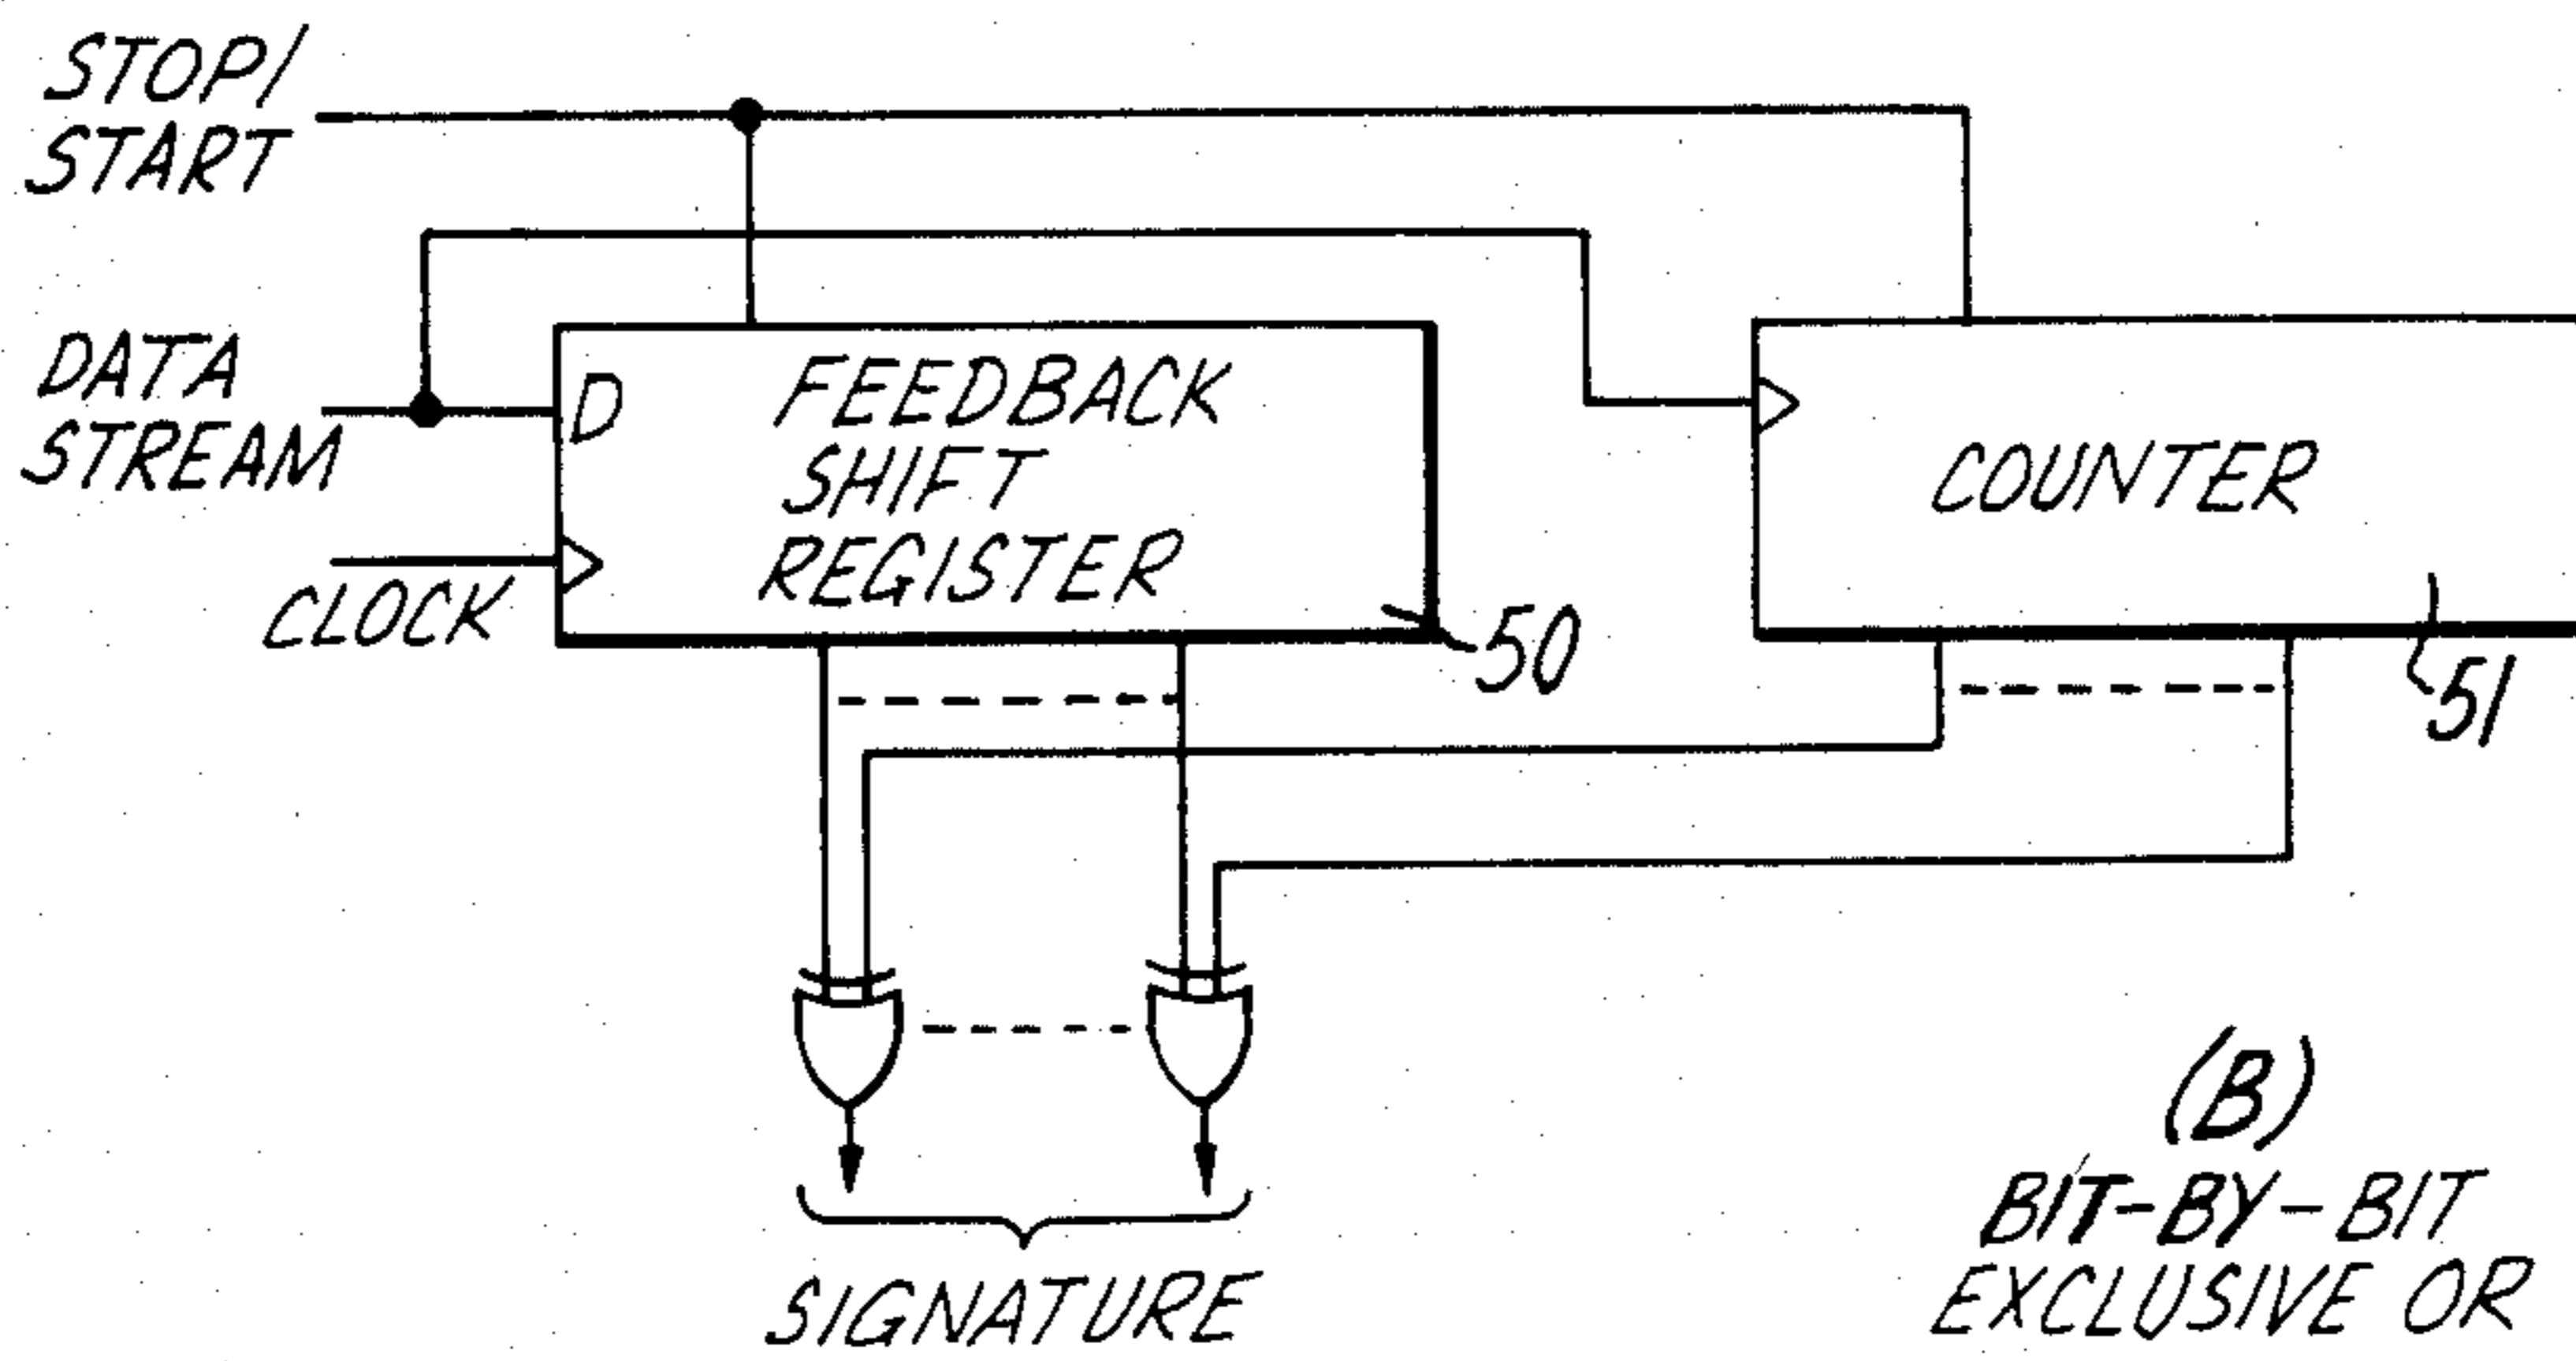 STOP/
START
DATA
STREAM
CLOCK
D
FEEDBACK
SHIFT
REGISTER
50
COUNTER
51
SIGNATURE
(B)
BIT-BY-BIT
EXCLUSIVE OR